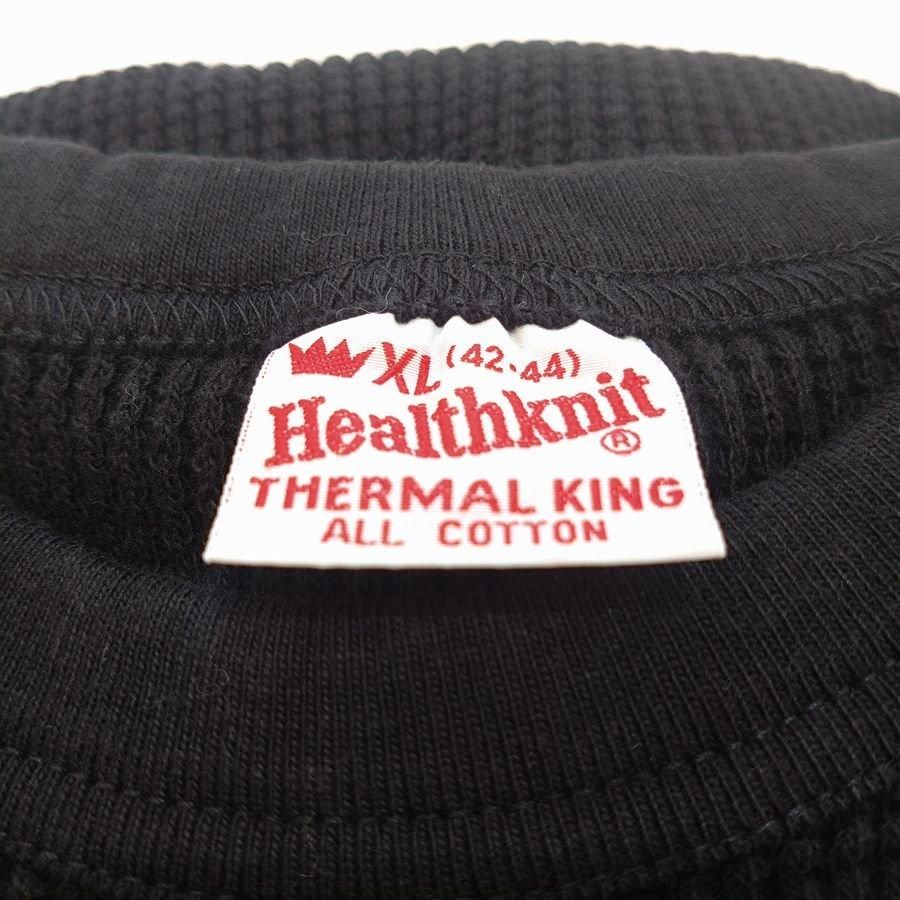 XL (42-44)
Healthknit ®
THERMAL KING
ALL COTTON